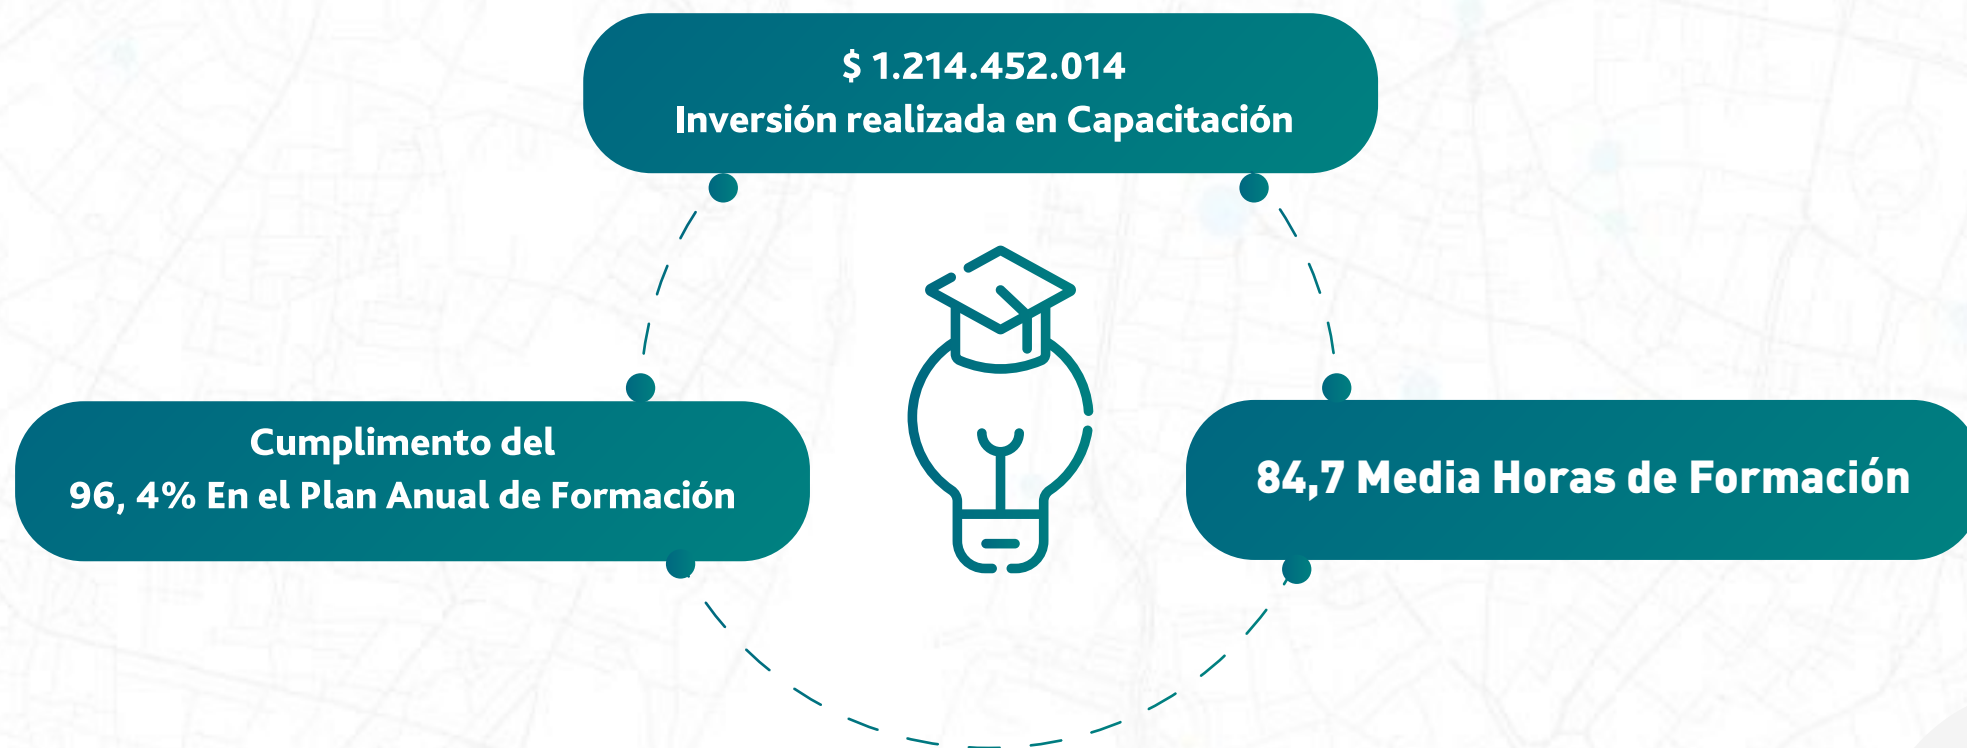 $ 1.214.452.014
Inversión realizada en Capacitación
Cumplimento del
96, 4% En el Plan Anual de Formación
84,7 Media Horas de Formación